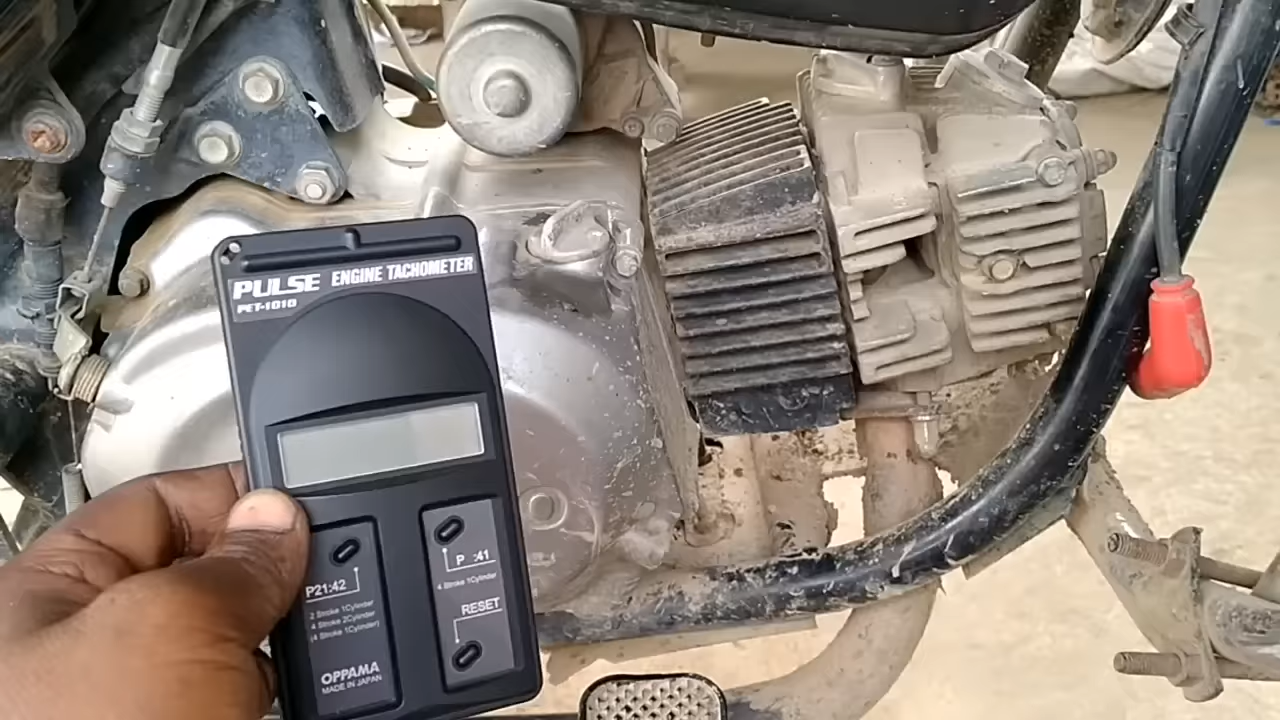 PULSE ENGINE TACHOMETER
PET-1010
P21:42
2 Stroke 1Cylinder
4 Stroke 2Cylinder
(4 Stroke 1Cylinder)
OPPAMA
MADE IN JAPAN
P :41
4 Stroke 1Cylinder
RESET